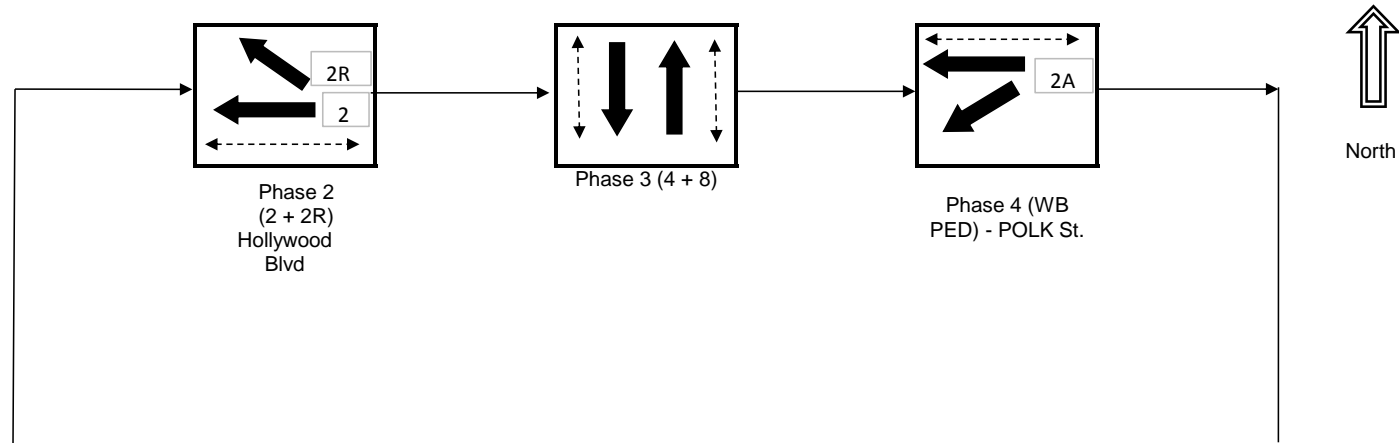 2R
2
Phase 2
(2 + 2R)
Hollywood
Blvd
Phase 3 (4 + 8)
2A
Phase 4 (WB
PED) - POLK St.
North